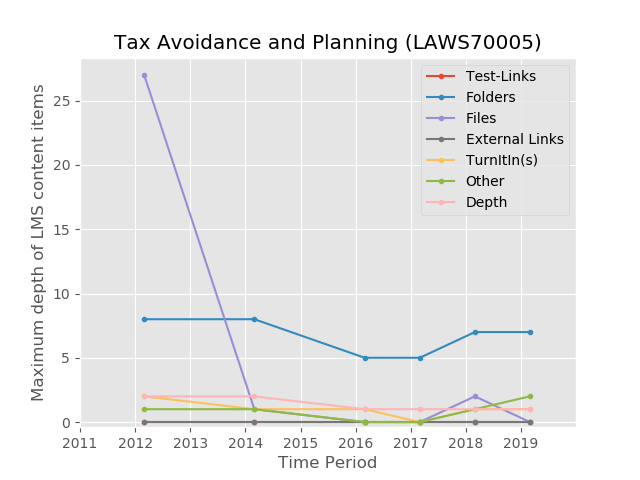 Tax Avoidance and Planning (LAWS70005)
Maximum depth of LMS content items
25
20
15
10
5
0
Test-Links
Folders
Files
External Links
TurnItIn(s)
Other
Depth
2011 2012 2013 2014 2015 2016 2017 2018 2019
Time Period